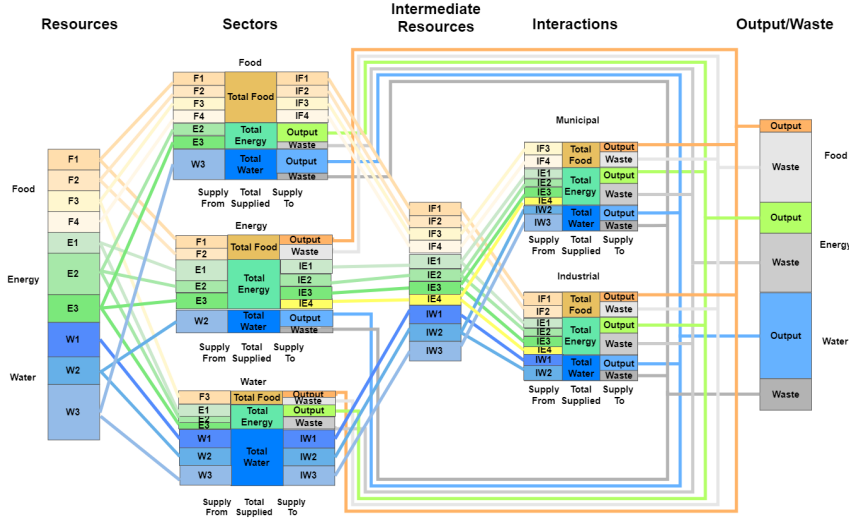 Resources
Sectors
Intermediate
Resources
Interactions
Output/Waste
Food
F1
F2
F3
F4
Total Food
IF1
IF2
IF3
IF4
E2
E3
Total
Energy
Output
Waste
W3
Total
Water
Output
Waste
Supply
From
Total
Supplied
Supply
To
Food
Energy
Water
F1
F2
F3
F4
E1
E2
E3
W1
W2
W3
Energy
F1
F2
Total Food
Output
Waste
E1
E2
E3
Total
Energy
IE1
IE2
IE3
IE4
W2
Total
Water
Output
Waste
Supply
From
Total
Supplied
Supply
To
Water
F3
Total Food
Output
Waste
E1
E2
E3
Total
Energy
Output
Waste
W1
W2
W3
Total
Water
IW1
IW2
IW3
Supply
From
Total
Supplied
Supply
To
IF1
IF2
IF3
IF4
IE1
IE2
IE3
IE4
IW1
IW2
IW3
Municipal
IF3
IF4
Total
Food
Output
Waste
IE1
IE2
IE3
IE4
Total
Energy
Output
Waste
IW2
IW3
Total
Water
Output
Waste
Supply
From
Total
Supplied
Supply
To
Industrial
IF1
IF2
Total
Food
Output
Waste
IE1
IE2
IE3
IE4
Total
Energy
Output
Waste
IW1
IW2
Total
Water
Output
Waste
Supply
From
Total
Supplied
Supply
To
Output
Waste
Output
Waste
Output
Waste
Food
Energy
Water